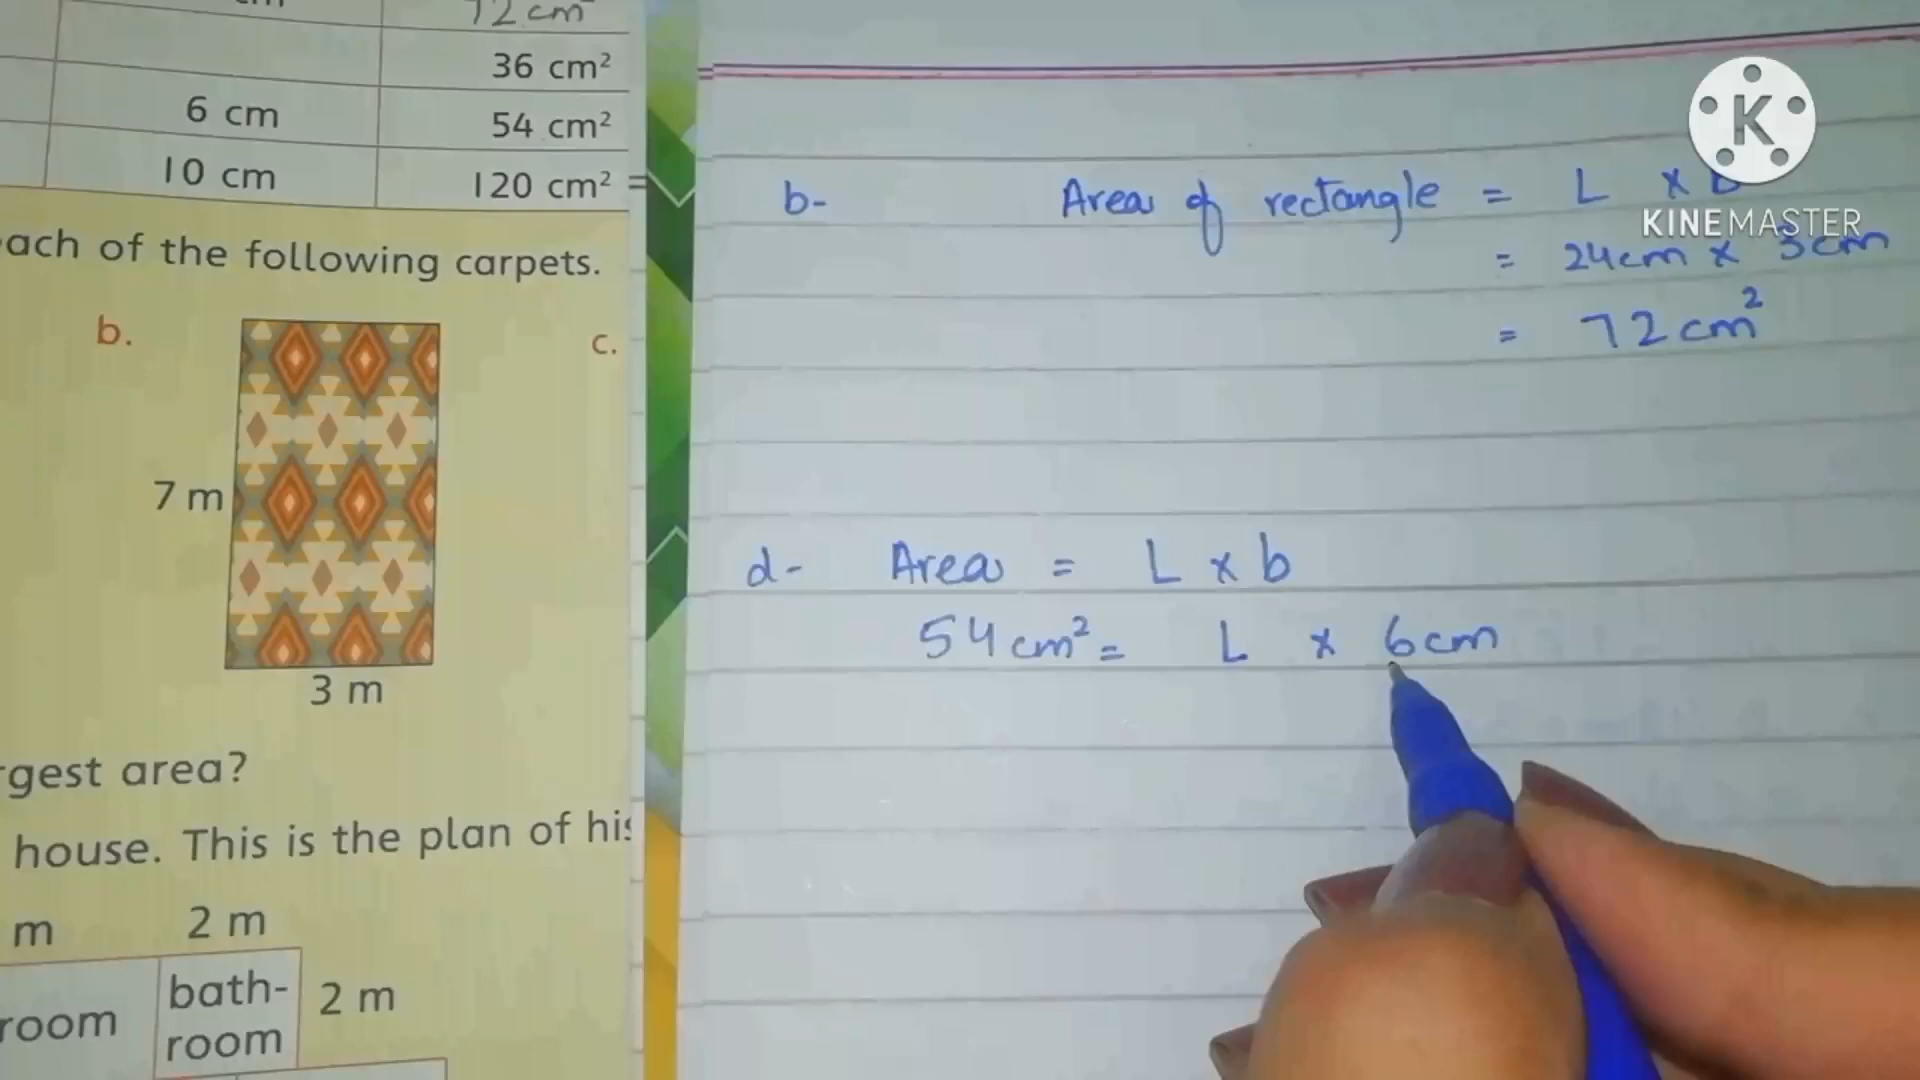 72 cm
36 cm²
6 cm 54 cm²
10 cm 120 cm² =
ach of the following carpets.
b.
c.
7 m
3 m
gest area?
house. This is the plan of his
m 2 m
room
bath-
room
2 m
b- Area of rectangle = L × B
= 24cm × 3cm
= 72cm²
d- Area = L × b
54cm² = L × 6cm
K
KINEMASTER